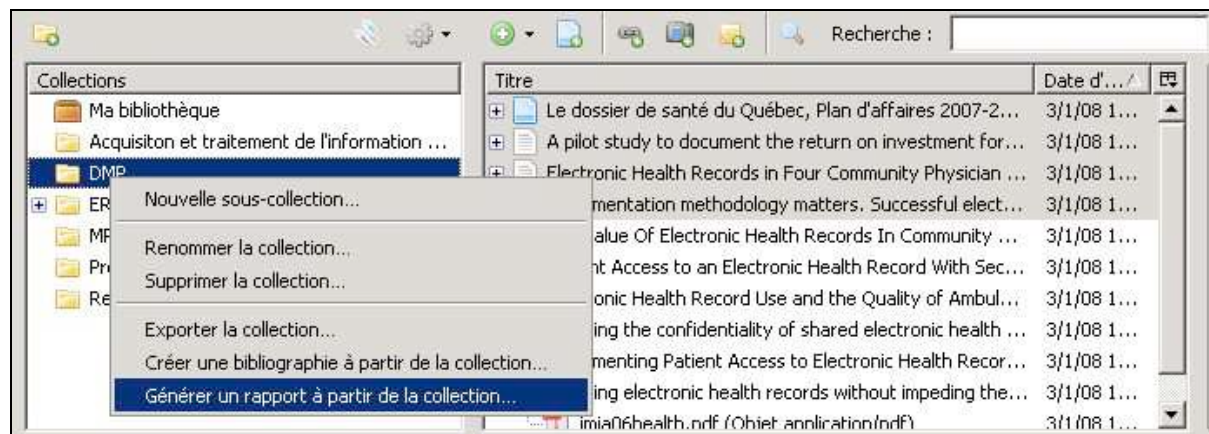 Recherche :
Collections
Titre Date d'...
Ma bibliothèque
Acquisiton et traitement de l'information ...
DMP
ER
MP
Pr
Re
Nouvelle sous-collection...
Renommer la collection...
Supprimer la collection...
Exporter la collection...
Créer une bibliographie à partir de la collection...
Générer un rapport à partir de la collection...
Le dossier de santé du Québec, Plan d'affaires 2007-2... 3/1/08 1...
A pilot study to document the return on investment for... 3/1/08 1...
Electronic Health Records in Four Community Physician ... 3/1/08 1...
mentation methodology matters. Successful elect... 3/1/08 1...
alue Of Electronic Health Records In Community ... 3/1/08 1...
nt Access to an Electronic Health Record With Sec... 3/1/08 1...
onic Health Record Use and the Quality of Ambul... 3/1/08 1...
ing the confidentiality of shared electronic health ... 3/1/08 1...
menting Patient Access to Electronic Health Recor... 3/1/08 1...
ing electronic health records without impeding the... 3/1/08 1...
imia06health.pdf (Objet application/pdf) 3/1/08 1...